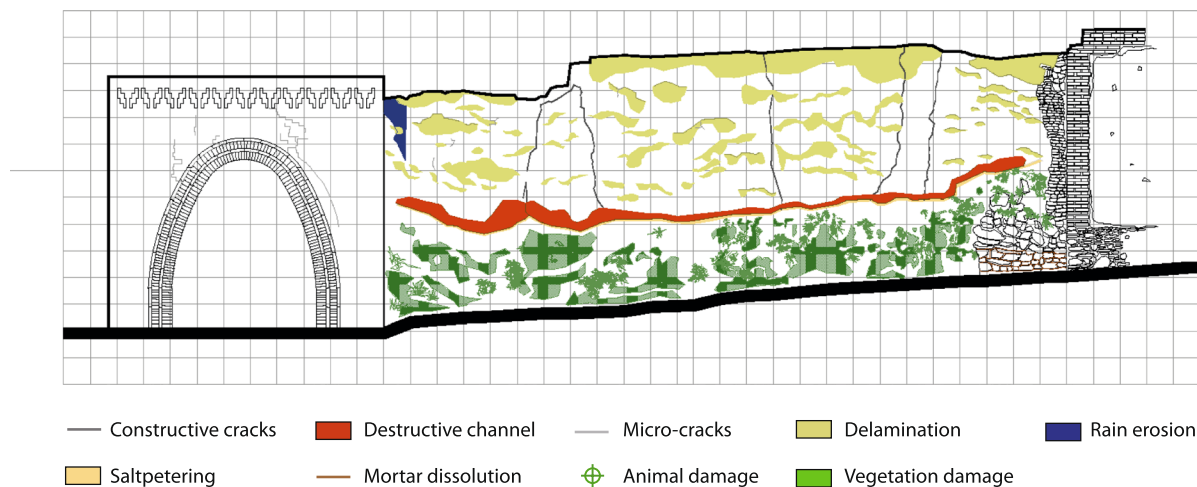 Constructive cracks Destructive channel Micro-cracks Delamination Rain erosion
Saltpetering Mortar dissolution Animal damage Vegetation damage